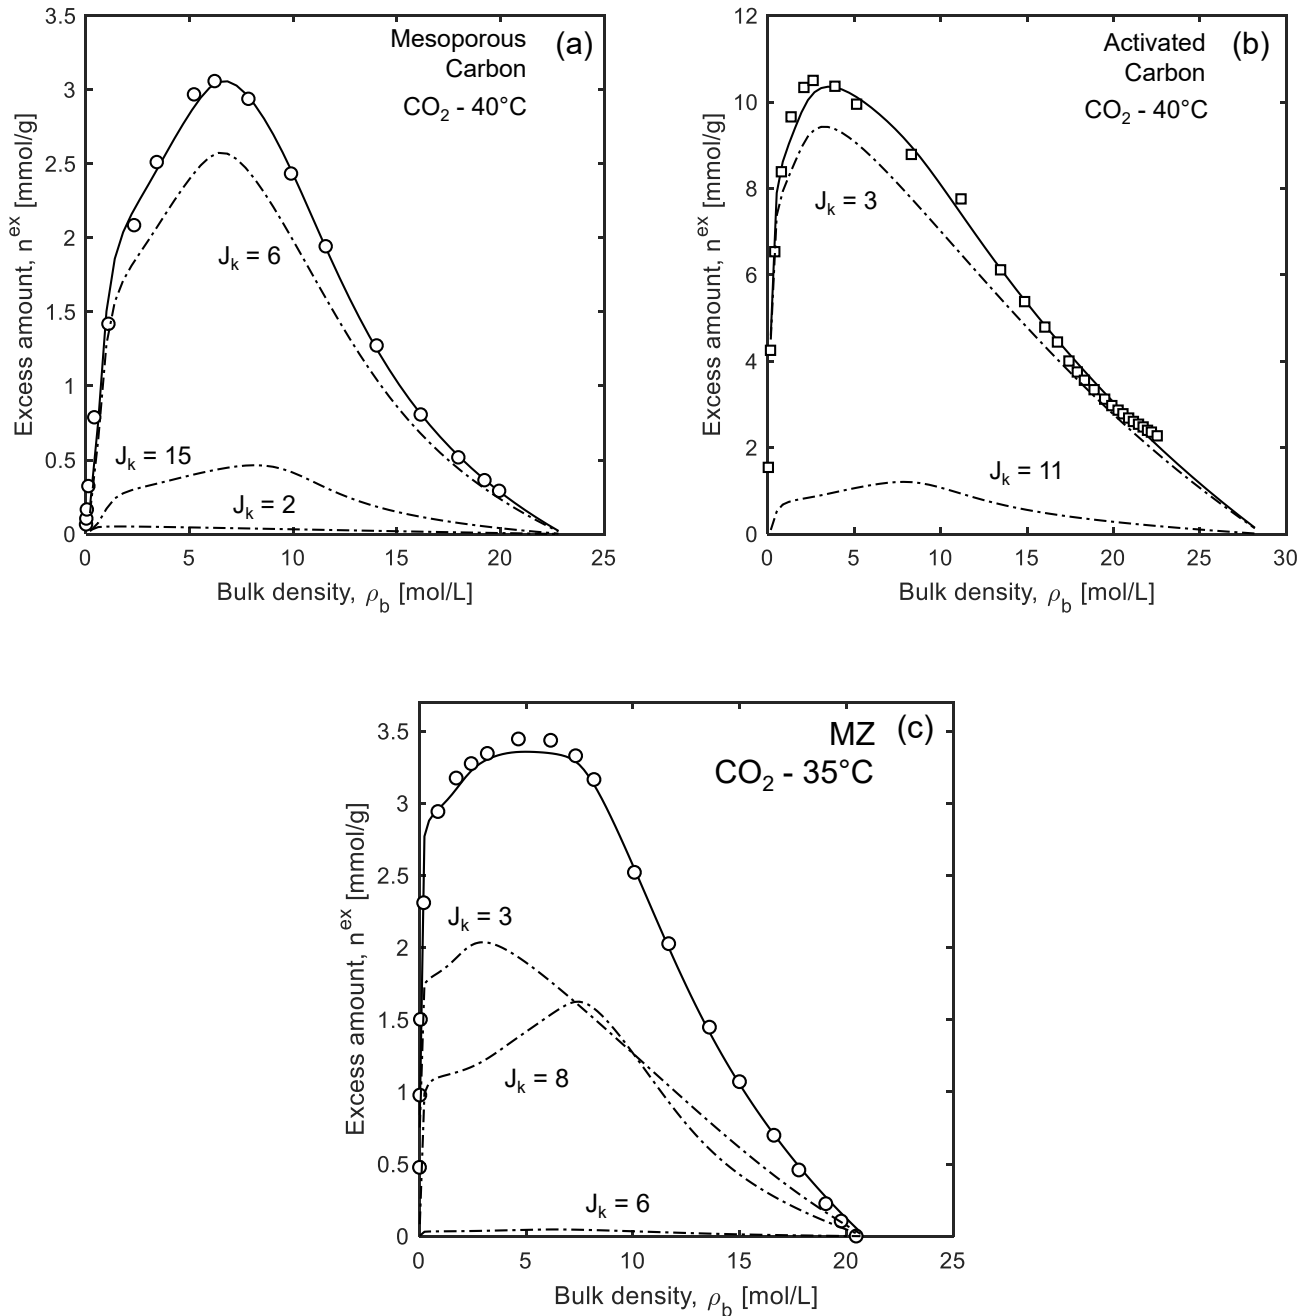 Mesoporous
Carbon
CO₂ - 40°C
(a)
3.5
3
2.5
2
1.5
1
0.5
0
Excess amount, nᵉˣ [mmol/g]
Jₖ = 6
Jₖ = 15
Jₖ = 2
0 5 10 15 20 25
Bulk density, ρb [mol/L]
Activated
Carbon
CO₂ - 40°C
(b)
12
10
8
6
4
2
0
Excess amount, nᵉˣ [mmol/g]
Jₖ = 3
Jₖ = 11
0 5 10 15 20 25 30
Bulk density, ρb [mol/L]
MZ (c)
CO₂ - 35°C
3.5
3
2.5
2
1.5
1
0.5
0
Excess amount, nᵉˣ [mmol/g]
Jₖ = 3
Jₖ = 8
Jₖ = 6
0 5 10 15 20 25
Bulk density, ρb [mol/L]